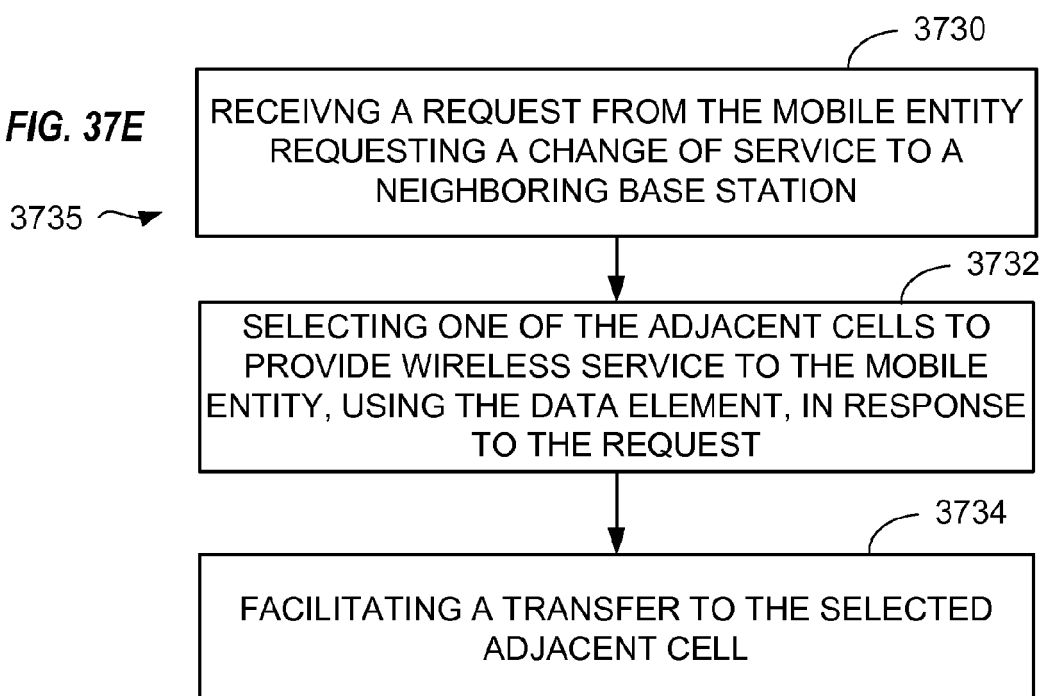 3730
FIG. 37E
3735
RECEIVNG A REQUEST FROM THE MOBILE ENTITY
REQUESTING A CHANGE OF SERVICE TO A
NEIGHBORING BASE STATION
3732
SELECTING ONE OF THE ADJACENT CELLS TO
PROVIDE WIRELESS SERVICE TO THE MOBILE
ENTITY, USING THE DATA ELEMENT, IN RESPONSE
TO THE REQUEST
3734
FACILITATING A TRANSFER TO THE SELECTED
ADJACENT CELL